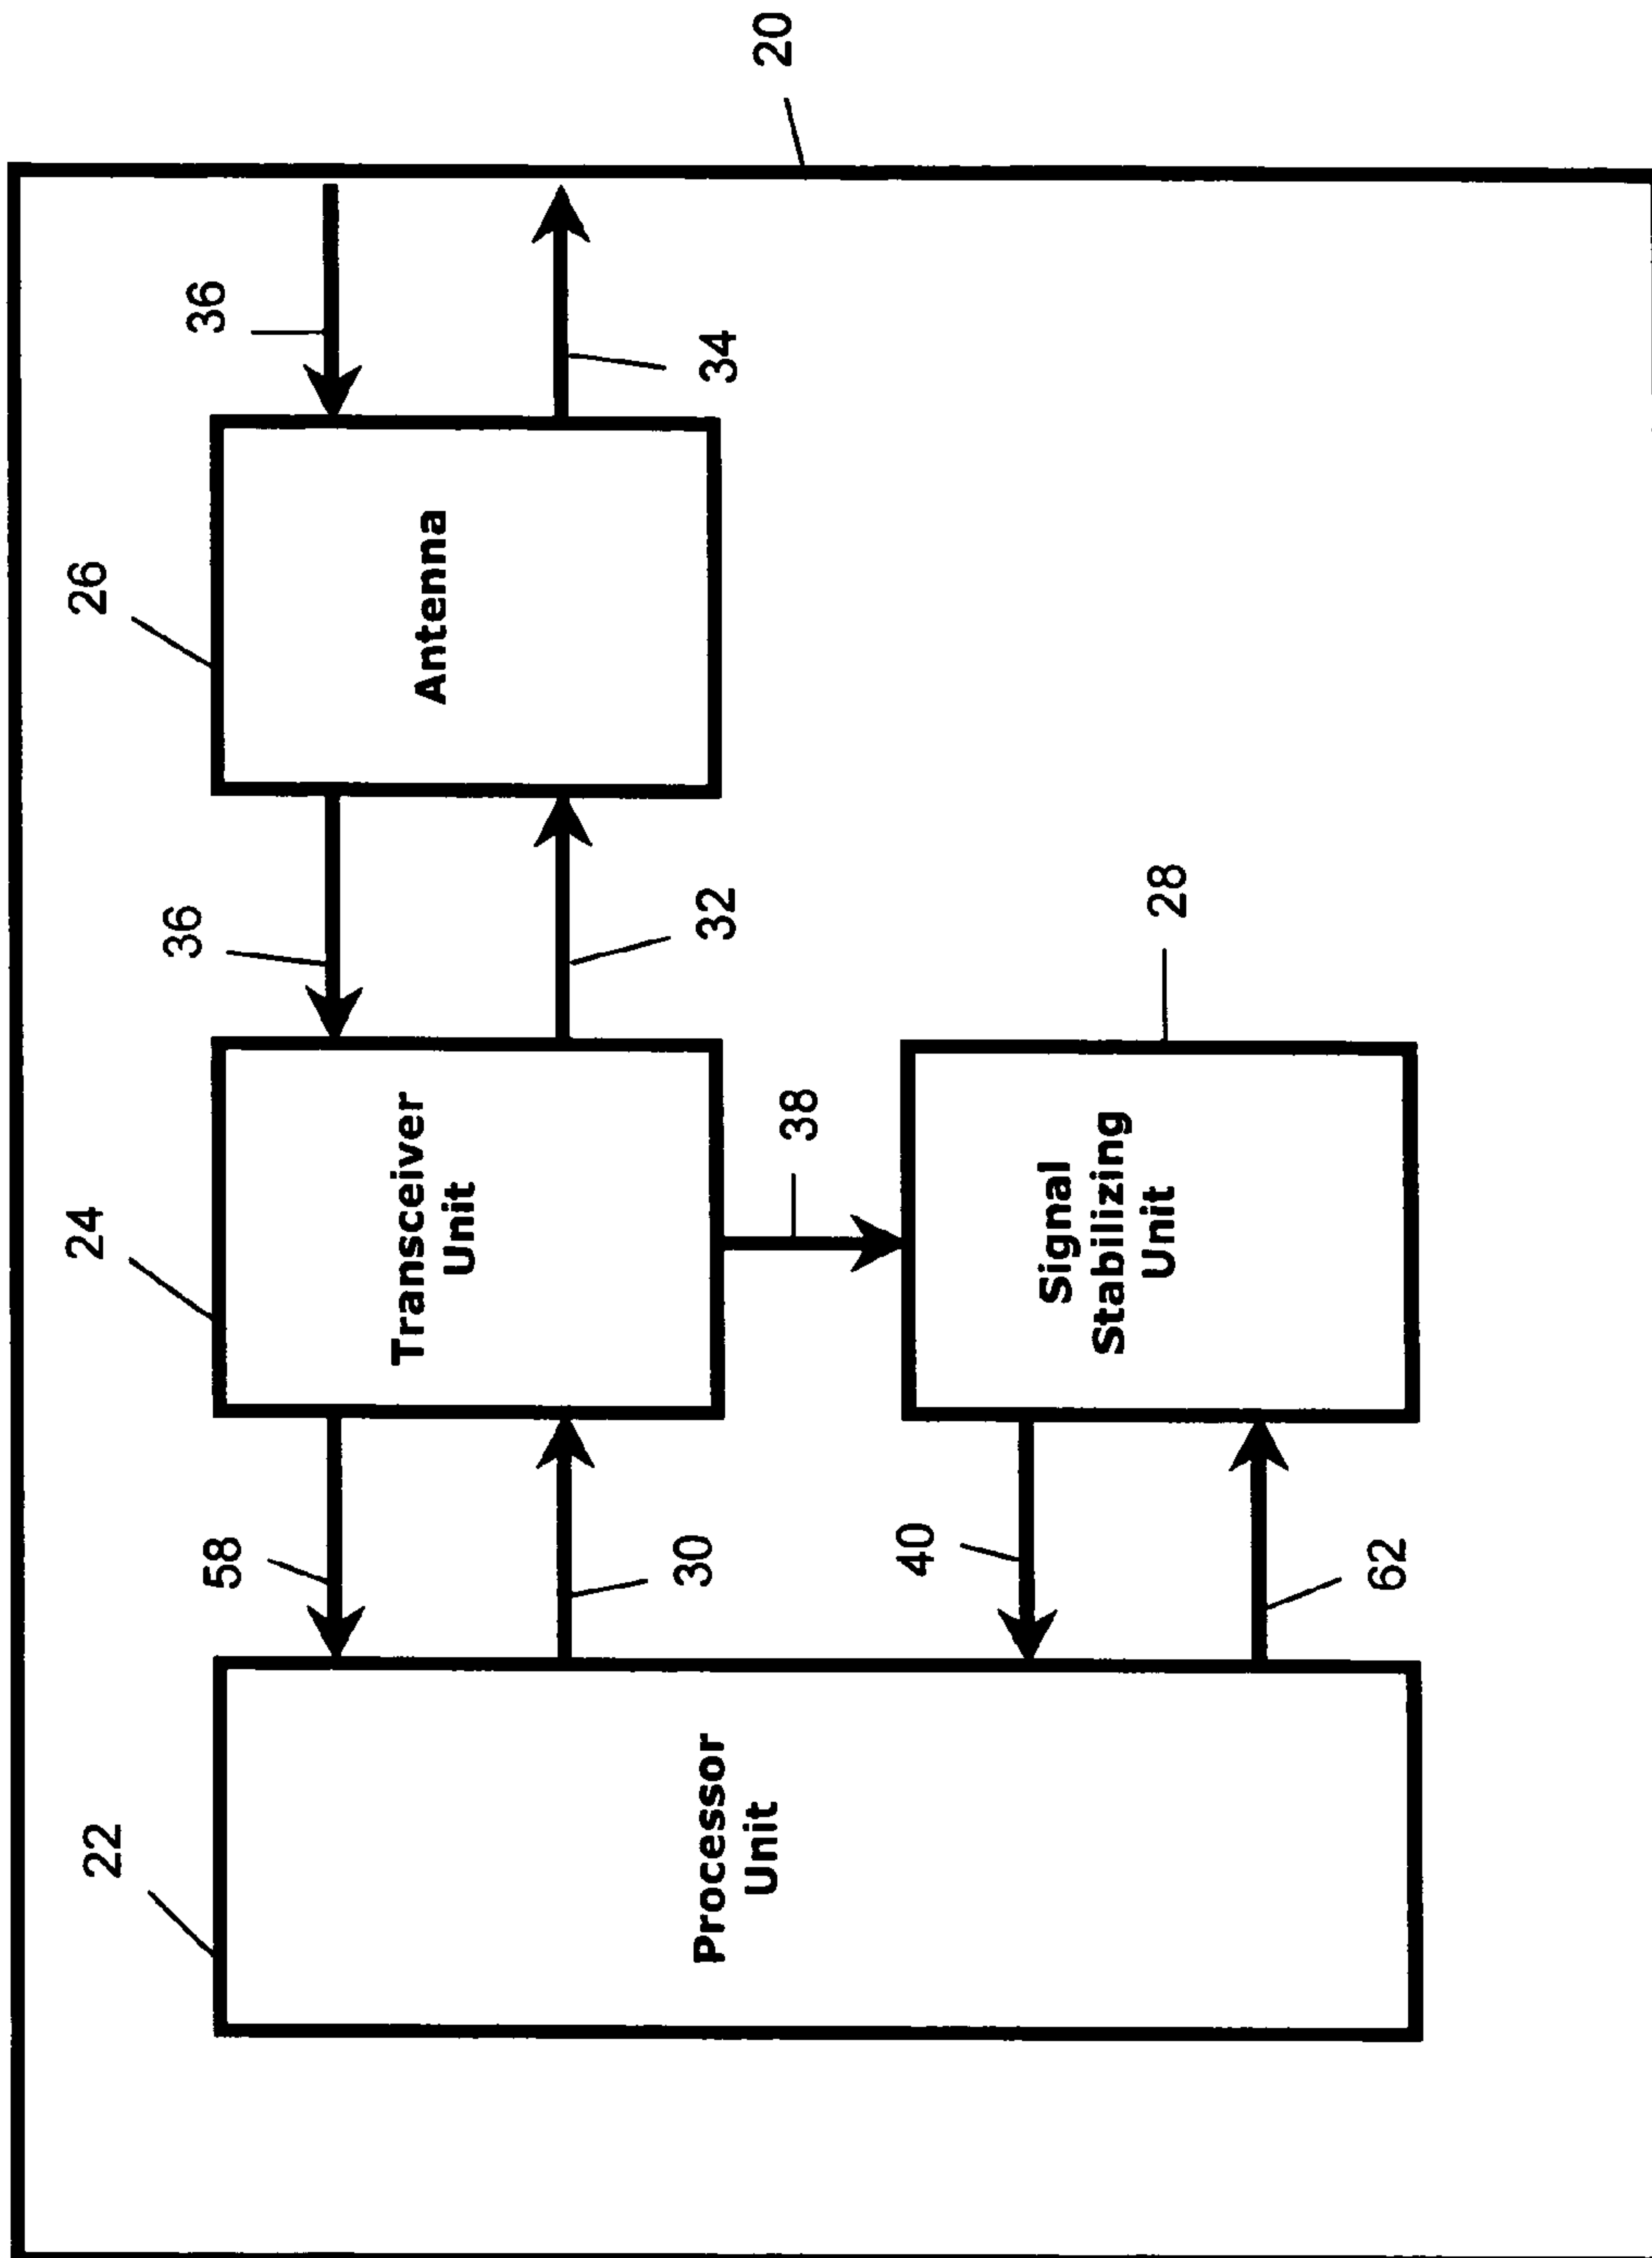 20
36
34
26
Antenna
36
32
24
Transceiver
Unit
38
28
Signal
Stabilizing
Unit
58
30
40
62
22
Processor
Unit